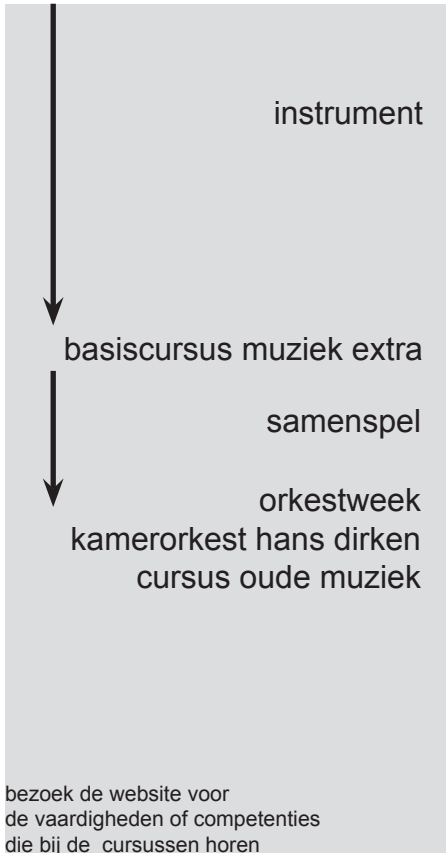 instrument
basiscursus muziek extra
samenspel
orkestweek
kamerorkest hans dirken
cursus oude muziek
bezoek de website voor
de vaardigheden of competenties
die bij de cursussen horen